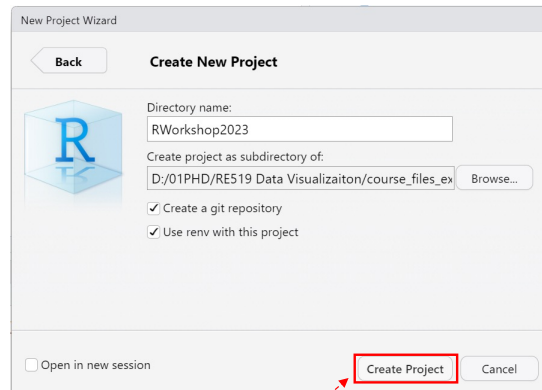 New Project Wizard
Back
Create New Project
R
Directory name:
RWorkshop2023
Create project as subdirectory of:
D:/01PHD/RE519 Data Visualizaiton/course_files_ex
Browse...
Create a git repository
Use renv with this project
Open in new session
Create Project
Cancel